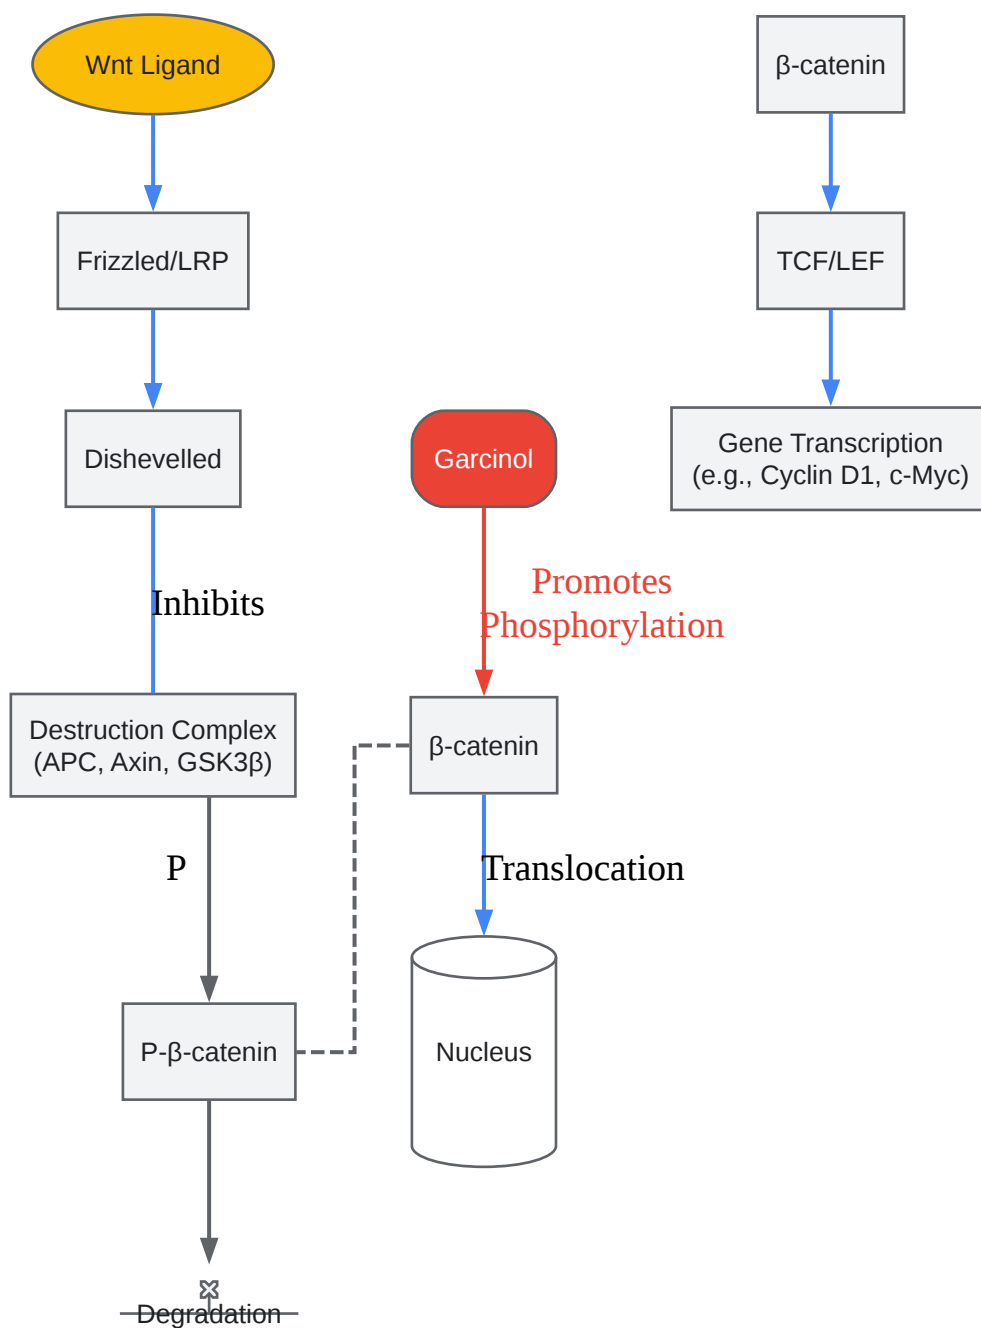 Wnt Ligand
β-catenin
Frizzled/LRP
TCF/LEF
Dishevelled
Garcinol
Gene Transcription
(e.g., Cyclin D1, c-Myc)
Inhibits
Promotes
Phosphorylation
Destruction Complex
(APC, Axin, GSK3β)
β-catenin
P
Translocation
P-β-catenin
Nucleus
Degradation